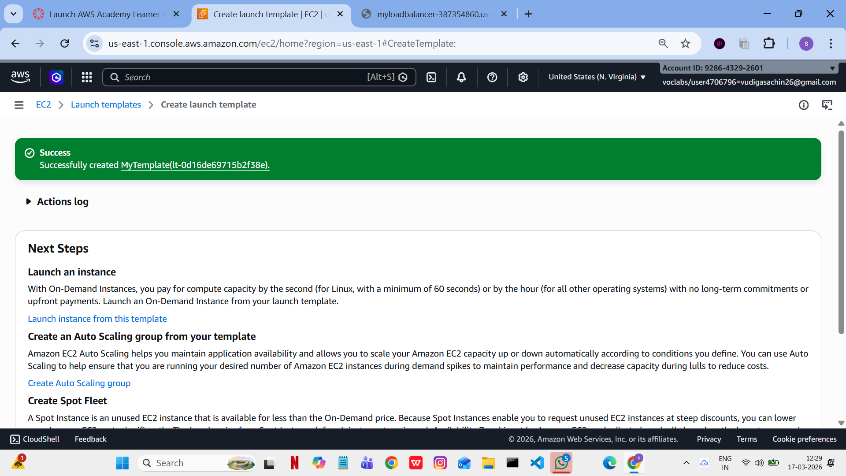 Launch AWS Academy Learner
Create launch template | EC2 |
myloadbalancer-387354860.us-
us-east-1.console.aws.amazon.com/ec2/home?region=us-east-1#CreateTemplate:
S
aws
Search
[Alt+S]
United States (N. Virginia)
Account ID: 9286-4329-2601
voclabs/user4706796=vudigasachin26@gmail.com
EC2
Launch templates
Create launch template
Success
Successfully created MyTemplate(lt-0d16de69715b2f38e).
Actions log
Next Steps
Launch an instance
With On-Demand Instances, you pay for compute capacity by the second (for Linux, with a minimum of 60 seconds) or by the hour (for all other operating systems) with no long-term commitments or
upfront payments. Launch an On-Demand Instance from your launch template.
Launch instance from this template
Create an Auto Scaling group from your template
Amazon EC2 Auto Scaling helps you maintain application availability and allows you to scale your Amazon EC2 capacity up or down automatically according to conditions you define. You can use Auto
Scaling to help ensure that you are running your desired number of Amazon EC2 instances during demand spikes to maintain performance and decrease capacity during lulls to reduce costs.
Create Auto Scaling group
Create Spot Fleet
A Spot Instance is an unused EC2 instance that is available for less than the On-Demand price. Because Spot Instances enable you to request unused EC2 instances at steep discounts, you can lower
CloudShell
Feedback
© 2026, Amazon Web Services, Inc. or its affiliates.
Privacy
Terms
Cookie preferences
1
Search
5
ENG
IN
12:29
17-03-2026